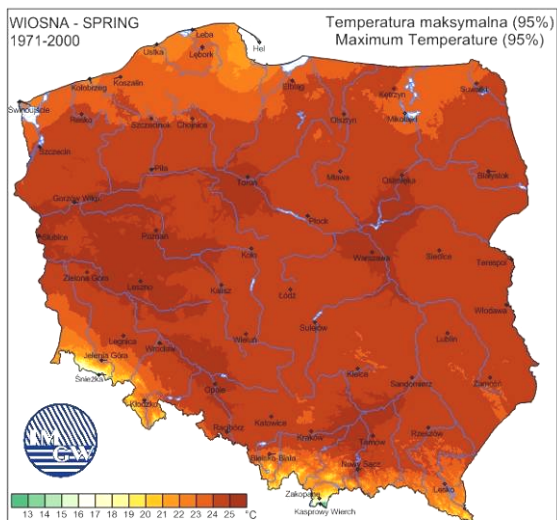 WIOSNA - SPRING
1971-2000
Temperatura maksymalna (95%)
Maximum Temperature (95%)
Łeba
Hel
Ustka
Lębork
Koszalin
Kołobrzeg
Elbląg
Kętrzyn
Suwałki
Świnoujście
Resko
Szczecinek
Chojnice
Olsztyn
Mikołajki
Szczecin
Piła
Toruń
Mława
Ostrołęka
Białystok
Gorzów Wlkp.
Płock
Słubice
Poznań
Koło
Warszawa
Siedlce
Terespol
Zielona Góra
Leszno
Kalisz
Łódź
Włodawa
Sulejów
Legnica
Wrocław
Wieluń
Lublin
Jelenia Góra
Śnieżka
Kielce
Sandomierz
Zamość
Opole
Kłodzko
Racibórz
Katowice
Kraków
Tarnów
Rzeszów
Bielsko Biała
Nowy Sącz
Lesko
Zakopane
Kasprowy Wierch
IM
GW
13 14 15 16 17 18 19 20 21 22 23 24 25 °C